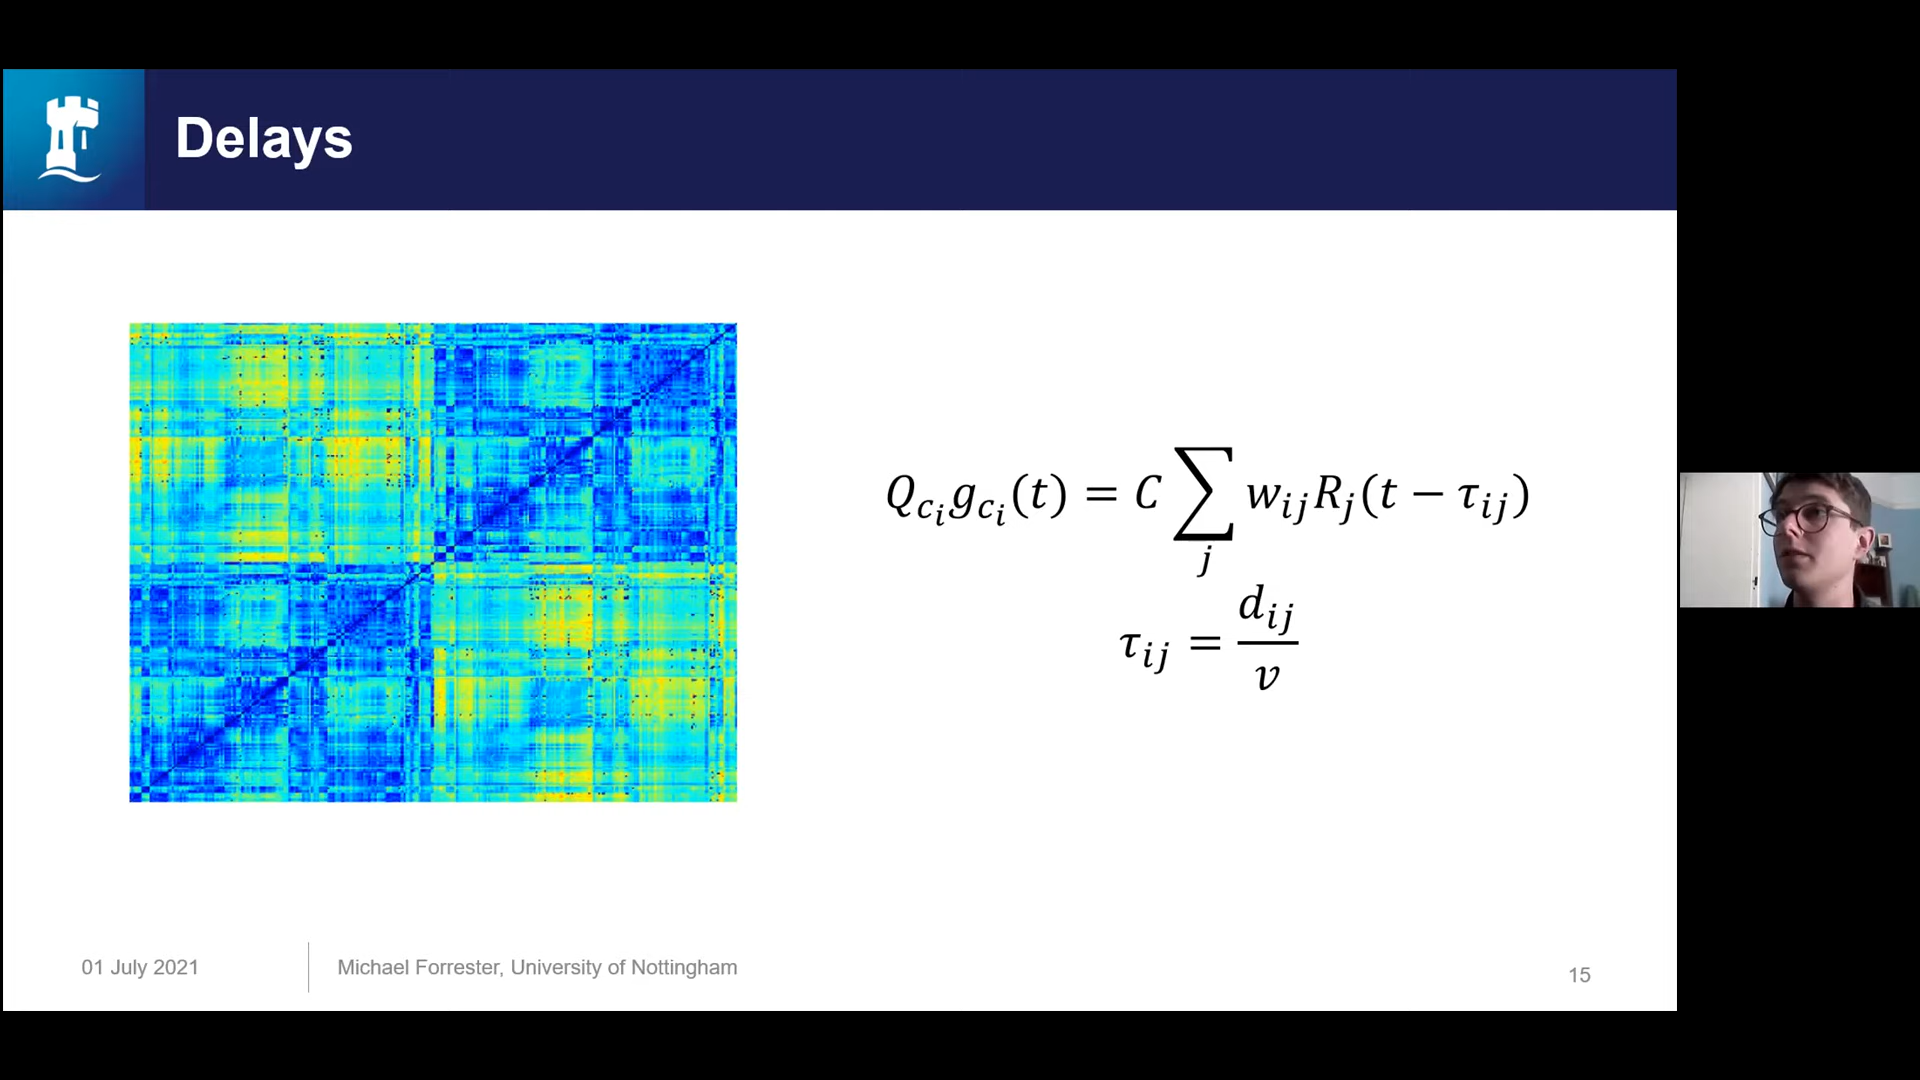 Delays
Q_{c_i}g_{c_i}(t) = C ∑_j w_{ij}R_j(t − τ_{ij})
τ_{ij} = d_{ij}/v
01 July 2021
Michael Forrester, University of Nottingham
15